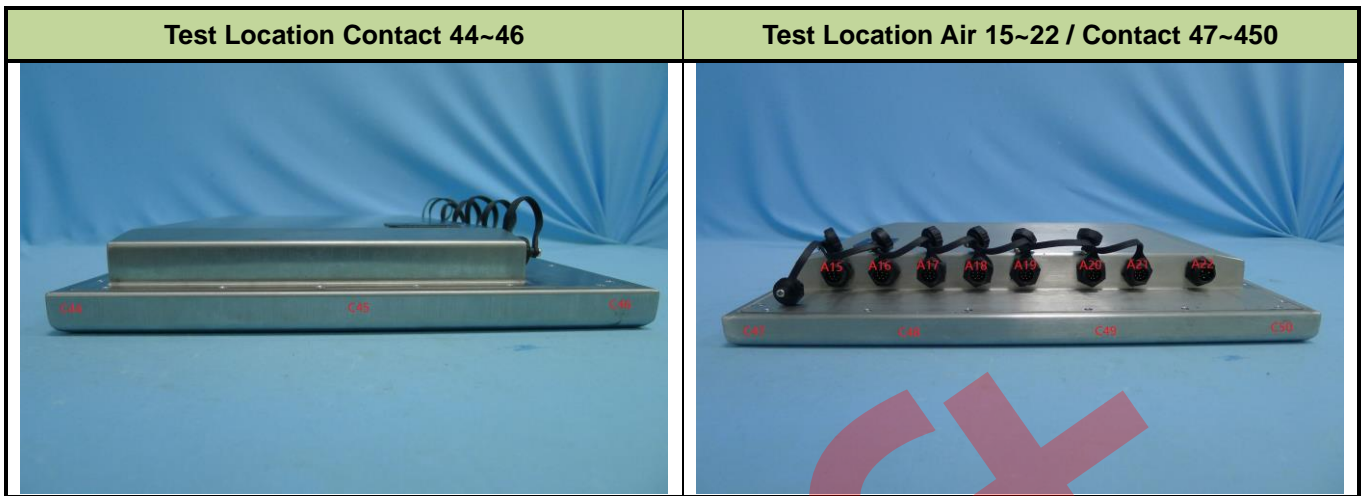 Test Location Contact 44~46
Test Location Air 15~22 / Contact 47~450
C44 C45 C46
A15 A16 A17 A18 A19 A20 A21 A22
C47 C48 C49 C50